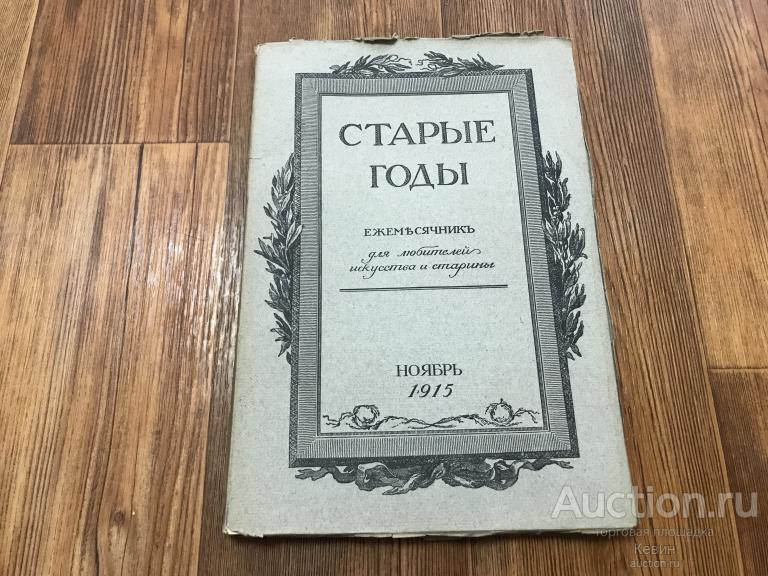 СТАРЫЕ
ГОДЫ
ЕЖЕМѢСЯЧНИКЪ
для любителей
искусства и старины
НОЯБРЬ
1915
Auction.ru
торговая площадка
Кевин
auction.ru